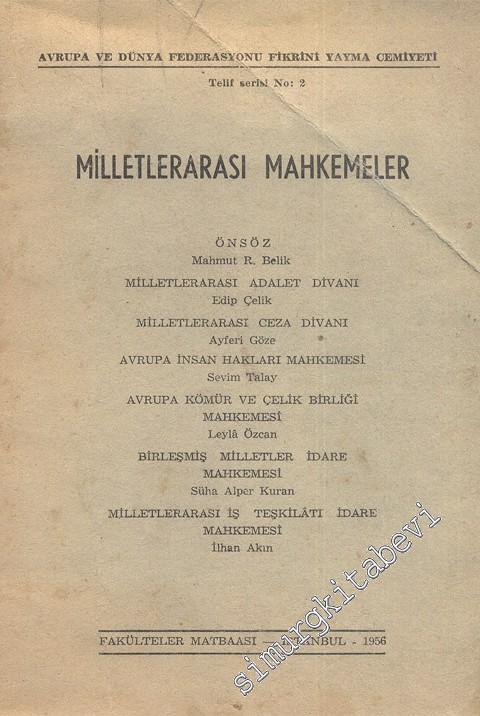 AVRUPA VE DÜNYA FEDERASYONU FİKRİNİ YAYMA CEMİYETİ
Telif serisi No: 2
MİLLETLERARASI MAHKEMELER
ÖNSÖZ
Mahmut R. Belik
MİLLETLERARASI ADALET DİVANI
Edip Çelik
MİLLETLERARASI CEZA DİVANI
Ayferi Göze
AVRUPA İNSAN HAKLARI MAHKEMESİ
Sevim Talay
AVRUPA KÖMÜR VE ÇELİK BİRLİĞİ
MAHKEMESİ
Leylâ Özcan
BİRLEŞMİŞ MİLLETLER İDARE
MAHKEMESİ
Süha Alper Kuran
MİLLETLERARASI İŞ TEŞKİLÂTI İDARE
MAHKEMESİ
İlhan Akın
FAKÜLTELER MATBAASI — İSTANBUL - 1956
simurgkitabevi